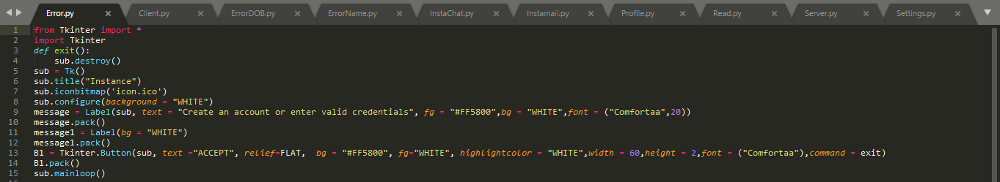 Error.py Client.py ErrorDOB.py ErrorName.py InstaChat.py Instamail.py Profile.py Read.py Server.py Settings.py
1 from Tkinter import *
2 import Tkinter
3 def exit():
4     sub.destroy()
5 sub = Tk()
6 sub.title("Instance")
7 sub.iconbitmap('icon.ico')
8 sub.configure(background = "WHITE")
9 message = Label(sub, text = "Create an account or enter valid credentials", fg = "#FF5800",bg = "WHITE",font = ("Comfortaa",20))
10 message.pack()
11 message1 = Label(bg = "WHITE")
12 message1.pack()
13 B1 = Tkinter.Button(sub, text ="ACCEPT", relief=FLAT,  bg = "#FF5800", fg="WHITE", highlightcolor = "WHITE",width = 60,height = 2,font = ("Comfortaa"),command = exit)
14 B1.pack()
15 sub.mainloop()